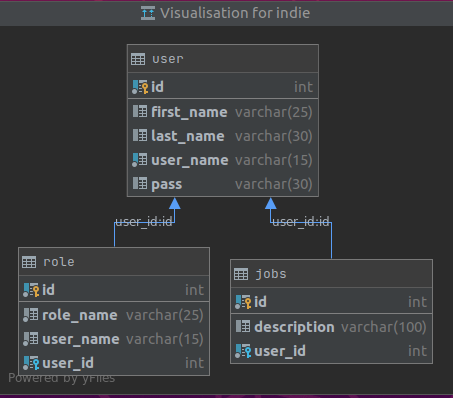 Visualisation for indie
user
id int
first_name varchar(25)
last_name varchar(30)
user_name varchar(15)
pass varchar(30)
user_id:id
user_id:id
role
id int
role_name varchar(25)
user_name varchar(15)
user_id int
jobs
id int
description varchar(100)
user_id int
Powered by yFiles